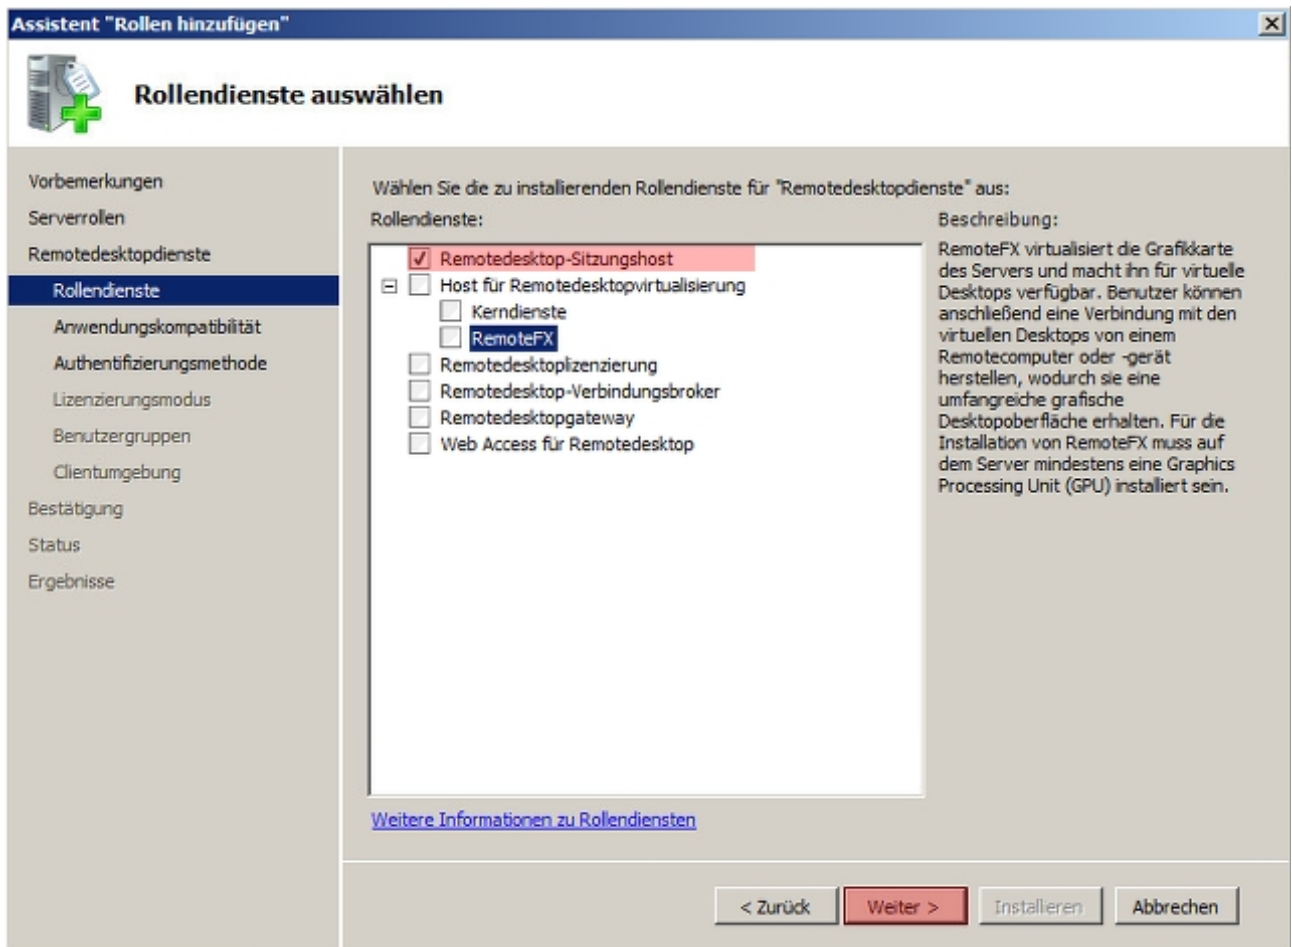 Assistent "Rollen hinzufügen"
Rollendienste auswählen
Vorbemerkungen
Serverrollen
Remotedesktopdienste
Rollendienste
Anwendungskompatibilität
Authentifizierungsmethode
Lizenzierungsmodus
Benutzergruppen
Clientumgebung
Bestätigung
Status
Ergebnisse
Wählen Sie die zu installierenden Rollendienste für "Remotedesktopdienste" aus:
Rollendienste:
Remotedesktop-Sitzungshost
Host für Remotedesktopvirtualisierung
Kerndienste
RemoteFX
Remotedesktoplizenzierung
Remotedesktop-Verbindungsbroker
Remotedesktopgateway
Web Access für Remotedesktop
Weitere Informationen zu Rollendiensten
Beschreibung:
RemoteFX virtualisiert die Grafikkarte
des Servers und macht ihn für virtuelle
Desktops verfügbar. Benutzer können
anschließend eine Verbindung mit den
virtuellen Desktops von einem
Remotecomputer oder -gerät
herstellen, wodurch sie eine
umfangreiche grafische
Desktopoberfläche erhalten. Für die
Installation von RemoteFX muss auf
dem Server mindestens eine Graphics
Processing Unit (GPU) installiert sein.
< Zurück
Weiter >
Installieren
Abbrechen